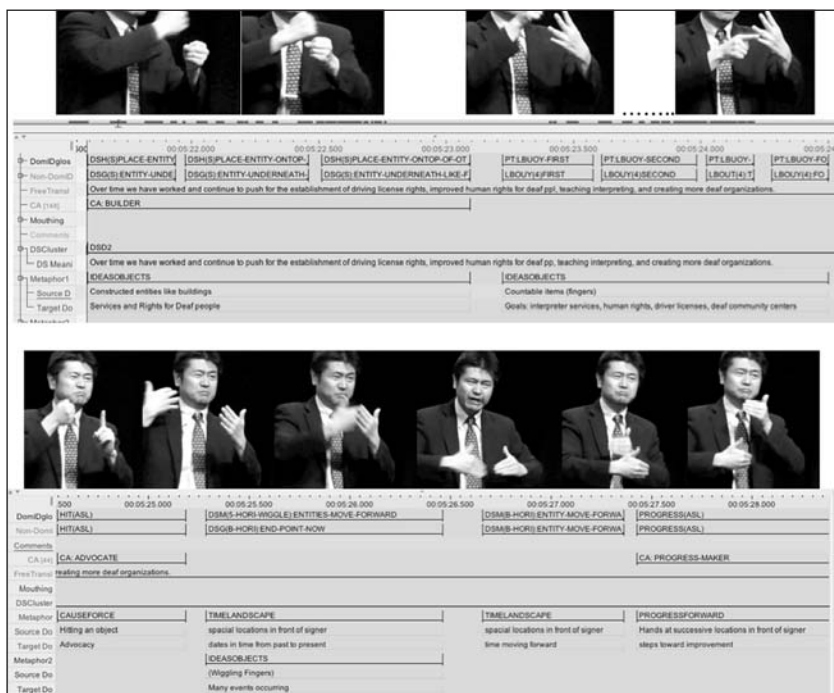 500 00:05:22.000 00:05:22.500 00:05:23.000 00:05:23.500 00:05:24.000 00:05:24
DomIDglos DSH(S)PLACE-ENTITY DSH(S)PLACE-ENTITY-ONTOP- DSH(S)PLACE-ENTITY-ONTOP-OF-OT PT:LBUOY-FIRST PT:LBUOY-SECOND PT:LBUOY- PT:LBUOY-FO
Non-DomiD DSG(S):ENTITY-UNDE DSG(S):ENTITY-UNDERNEATH- DSG(S):ENTITY-UNDERNEATH-LIKE-F LBOUY(4)FIRST LBOUY(4)SECOND LBOUT(4):T LBOUY(4):FO
FreeTransl Over time we have worked and continue to push for the establishment of driving license rights, improved human rights for deaf ppl, teaching interpreting, and creating more deaf organizations.
CA [144] CA: BUILDER
Mouthing
Comments
DSCluster DSD2
DS Meani Over time we have worked and continue to push for the establishment of driving license rights, improved human rights for deaf pp, teaching interpreting, and creating more deaf organizations.
Metaphor1 IDEASOBJECTS IDEASOBJECTS
Source D Constructed entities like buildings Countable items (fingers)
Target Do Services and Rights for Deaf people Goals: interpreter services, human rights, driver licenses, deaf community centers
Metaphor2
500 00:05:25.000 00:05:25.500 00:05:26.000 00:05:26.500 00:05:27.000 00:05:27.500 00:05:28.000
DomIDglo HIT(ASL) DSM(5-HORI-WIGGLE):ENTITIES-MOVE-FORWARD DSM(B-HORI):ENTITY-MOVE-FORWA PROGRESS(ASL)
Non-Domi HIT(ASL) DSG(B-HORI):END-POINT-NOW DSM(B-HORI):ENTITY-MOVE-FORWA PROGRESS(ASL)
Comments
CA [44] CA: ADVOCATE CA: PROGRESS-MAKER
FreeTransl reating more deaf organizations.
Mouthing
DSCluster
Metaphor CAUSEFORCE TIMELANDSCAPE TIMELANDSCAPE PROGRESSFORWARD
Source Do Hitting an object spacial locations in front of signer spacial locations in front of signer Hands at successive locations in front of signer
Target Do Advocacy dates in time from past to present time moving forward steps toward improvement
Metaphor2 IDEASOBJECTS
Source Do (Wiggling Fingers)
Target Do Many events occurring